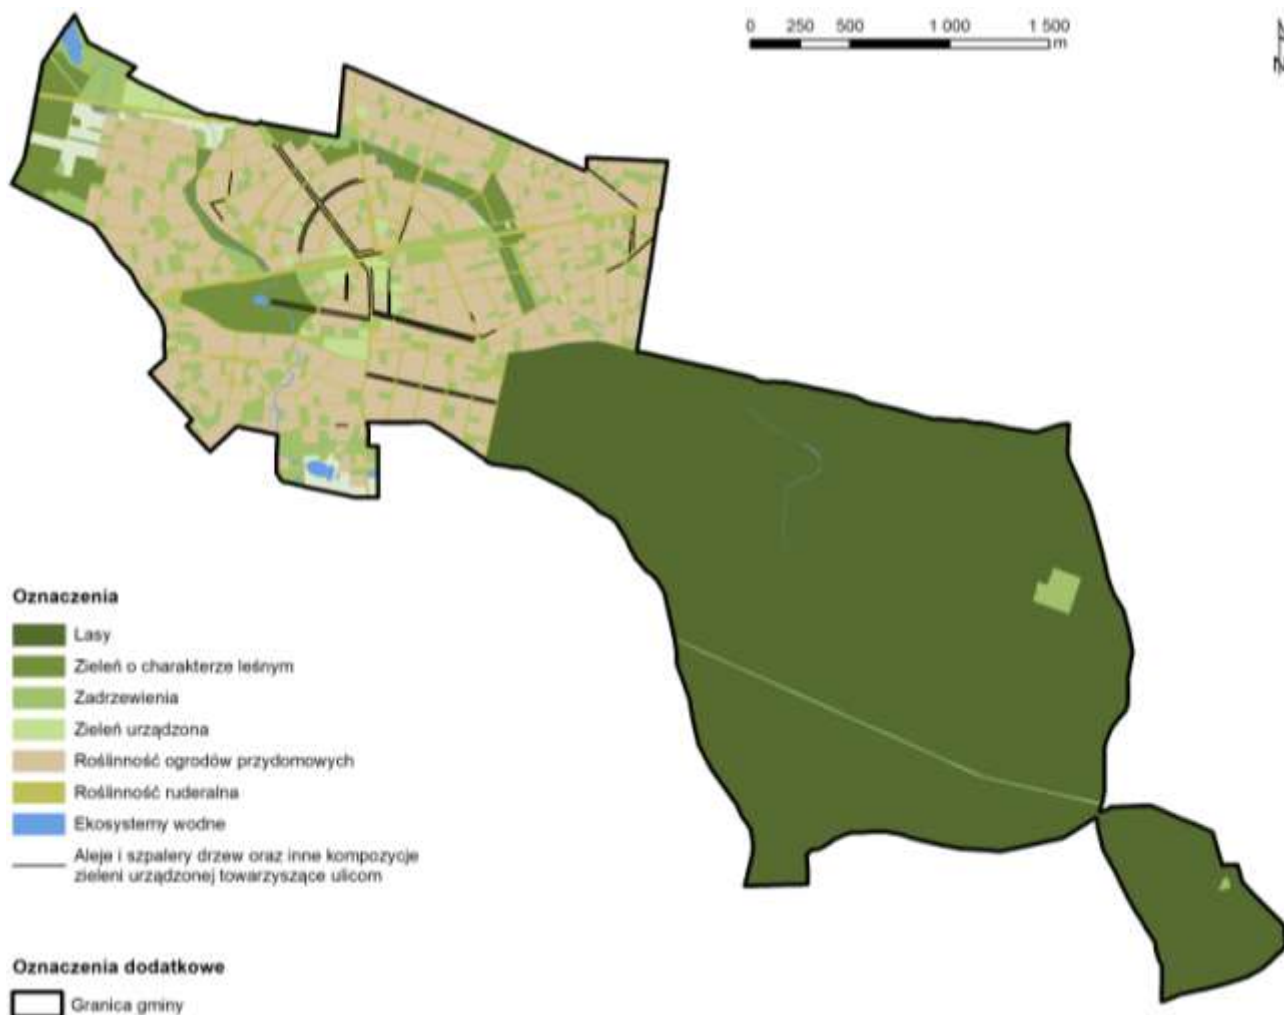 0 250 500 1 000 1 500
m
Oznaczenia
Lasy
Zieleń o charakterze leśnym
Zadrzewienia
Zieleń urządzona
Roślinność ogrodów przydomowych
Roślinność ruderalna
Ekosystemy wodne
Aleje i szpalery drzew oraz inne kompozycje
zieleni urządzonej towarzyszące ulicom
Oznaczenia dodatkowe
Granica gminy